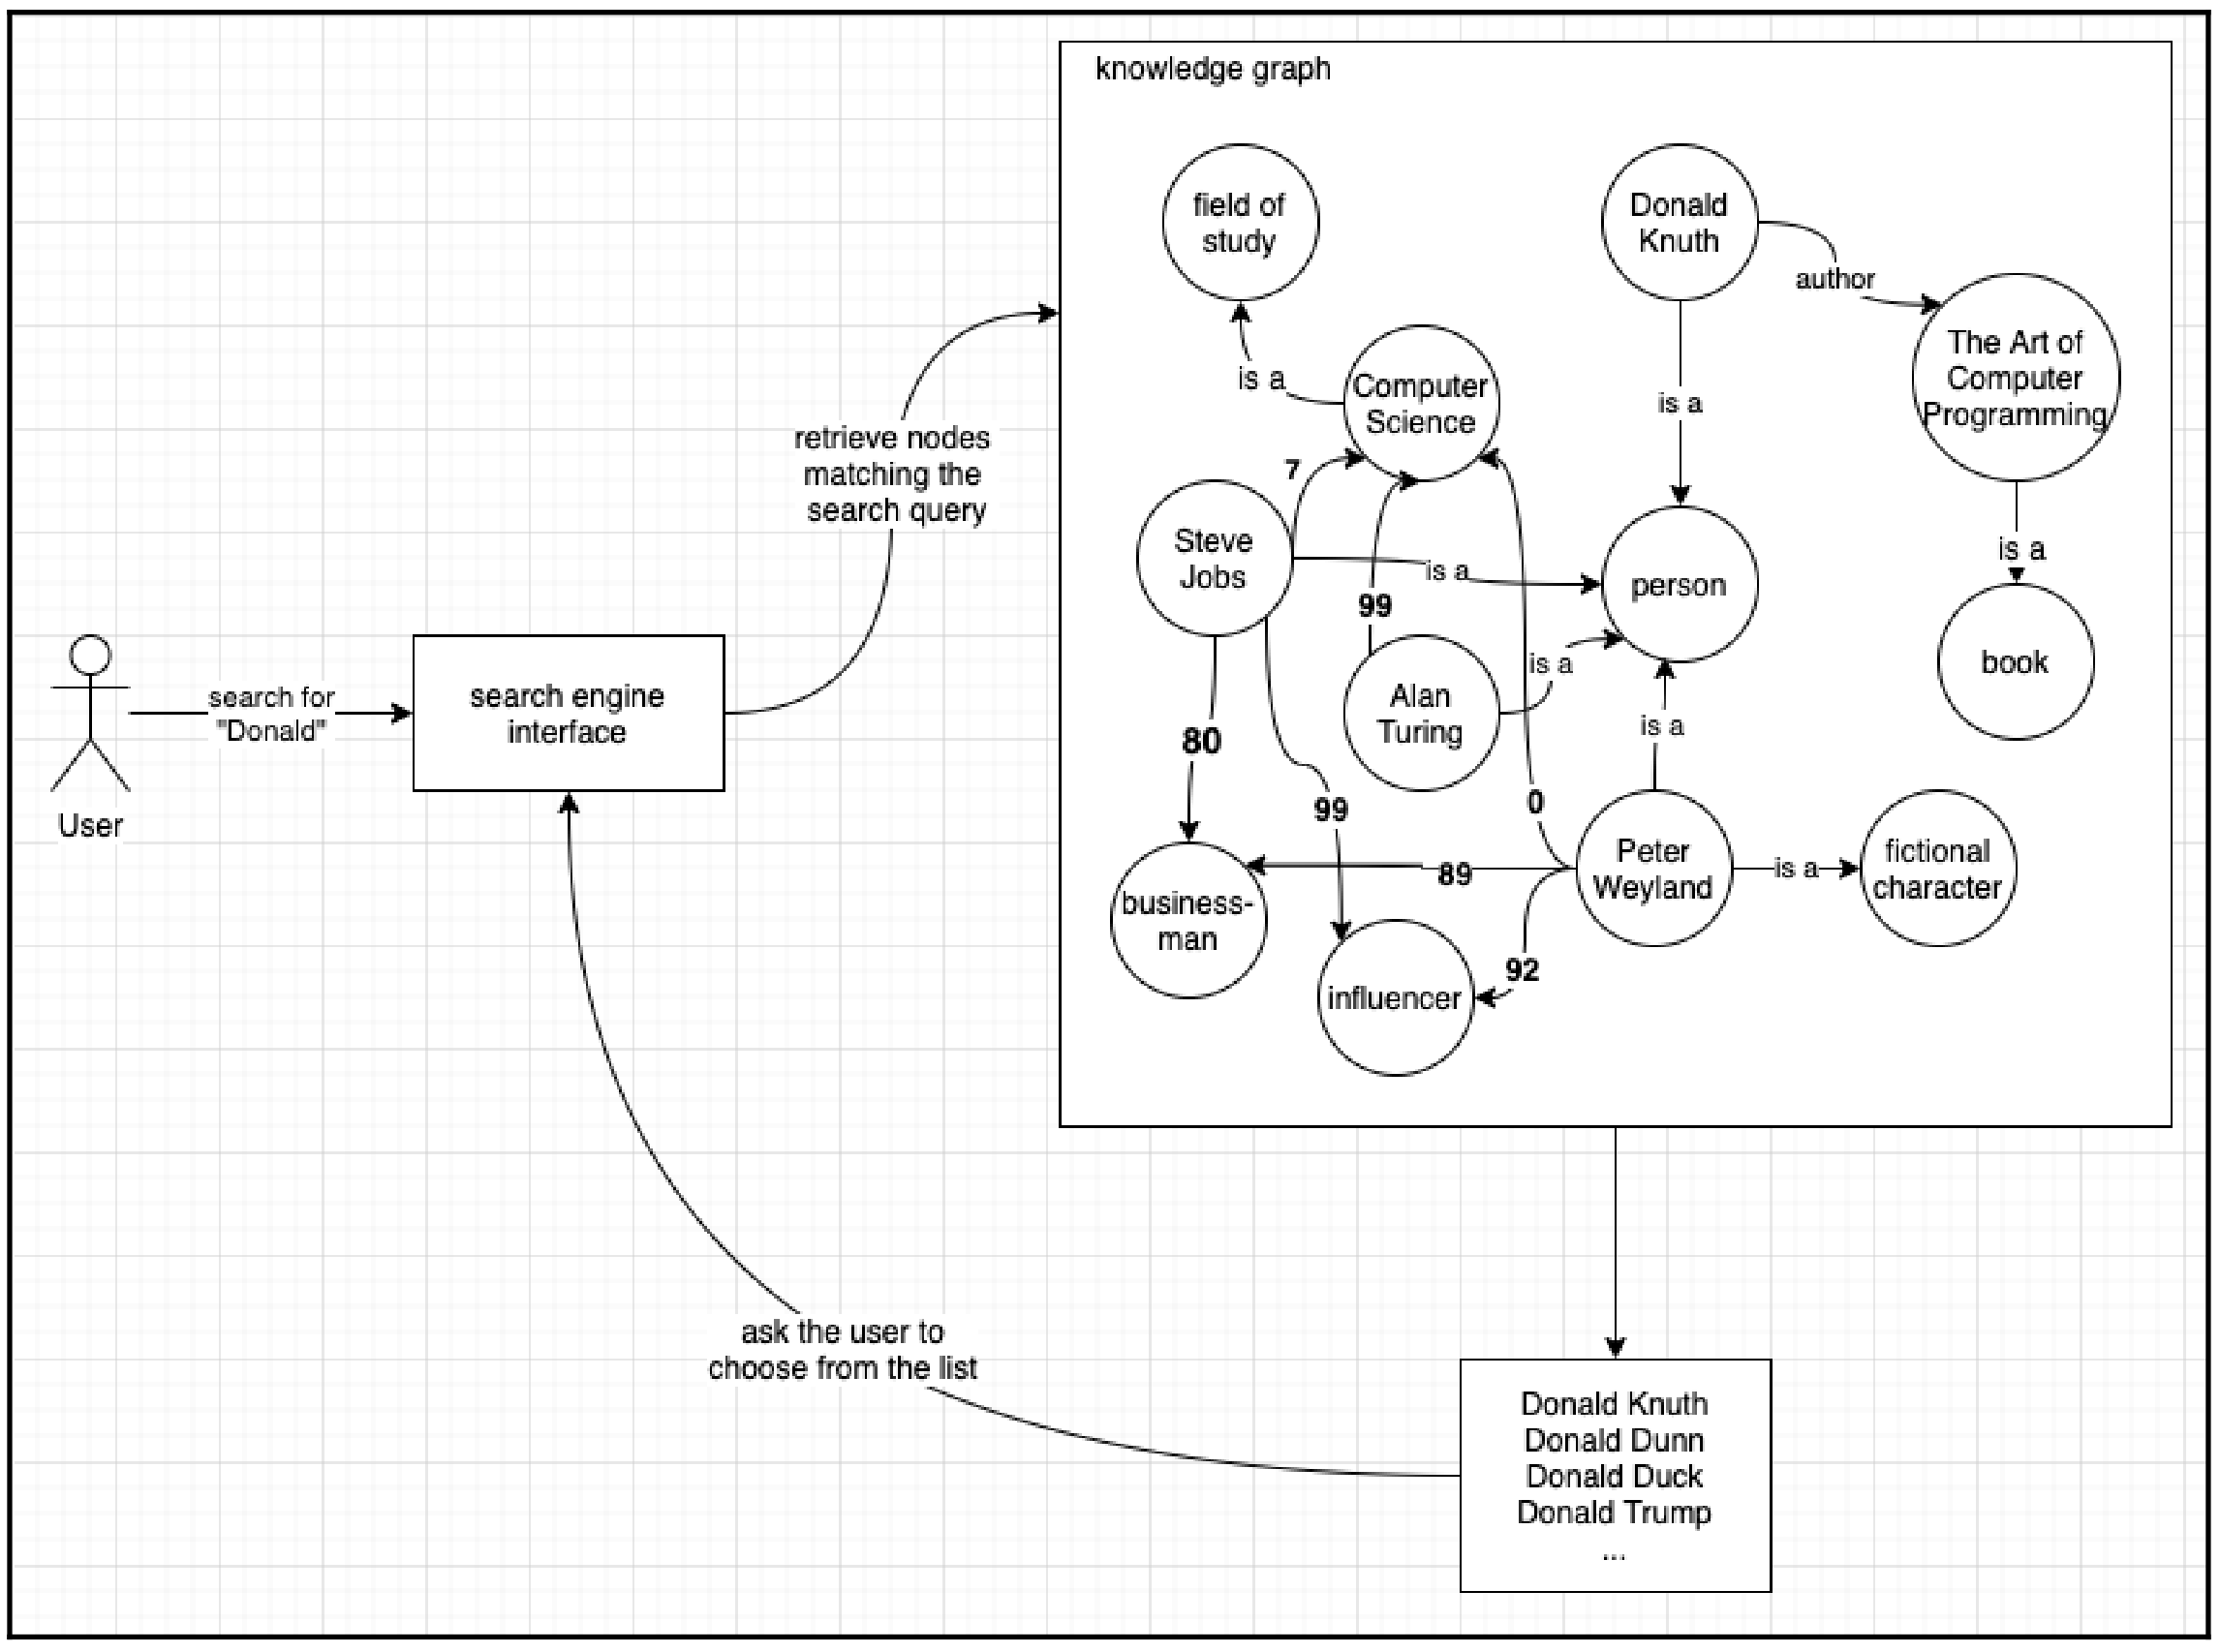 knowledge graph
field of
study
Donald
Knuth
author
The Art of
Computer
Programming
is a
Computer
Science
is a
7
Steve
Jobs
is a
99
person
is a
book
is a
Alan
Turing
is a
search for
"Donald"
search engine
interface
User
retrieve nodes
matching the
search query
80
99
0
Peter
Weyland
is a
fictional
character
89
business-
man
92
influencer
ask the user to
choose from the list
Donald Knuth
Donald Dunn
Donald Duck
Donald Trump
...